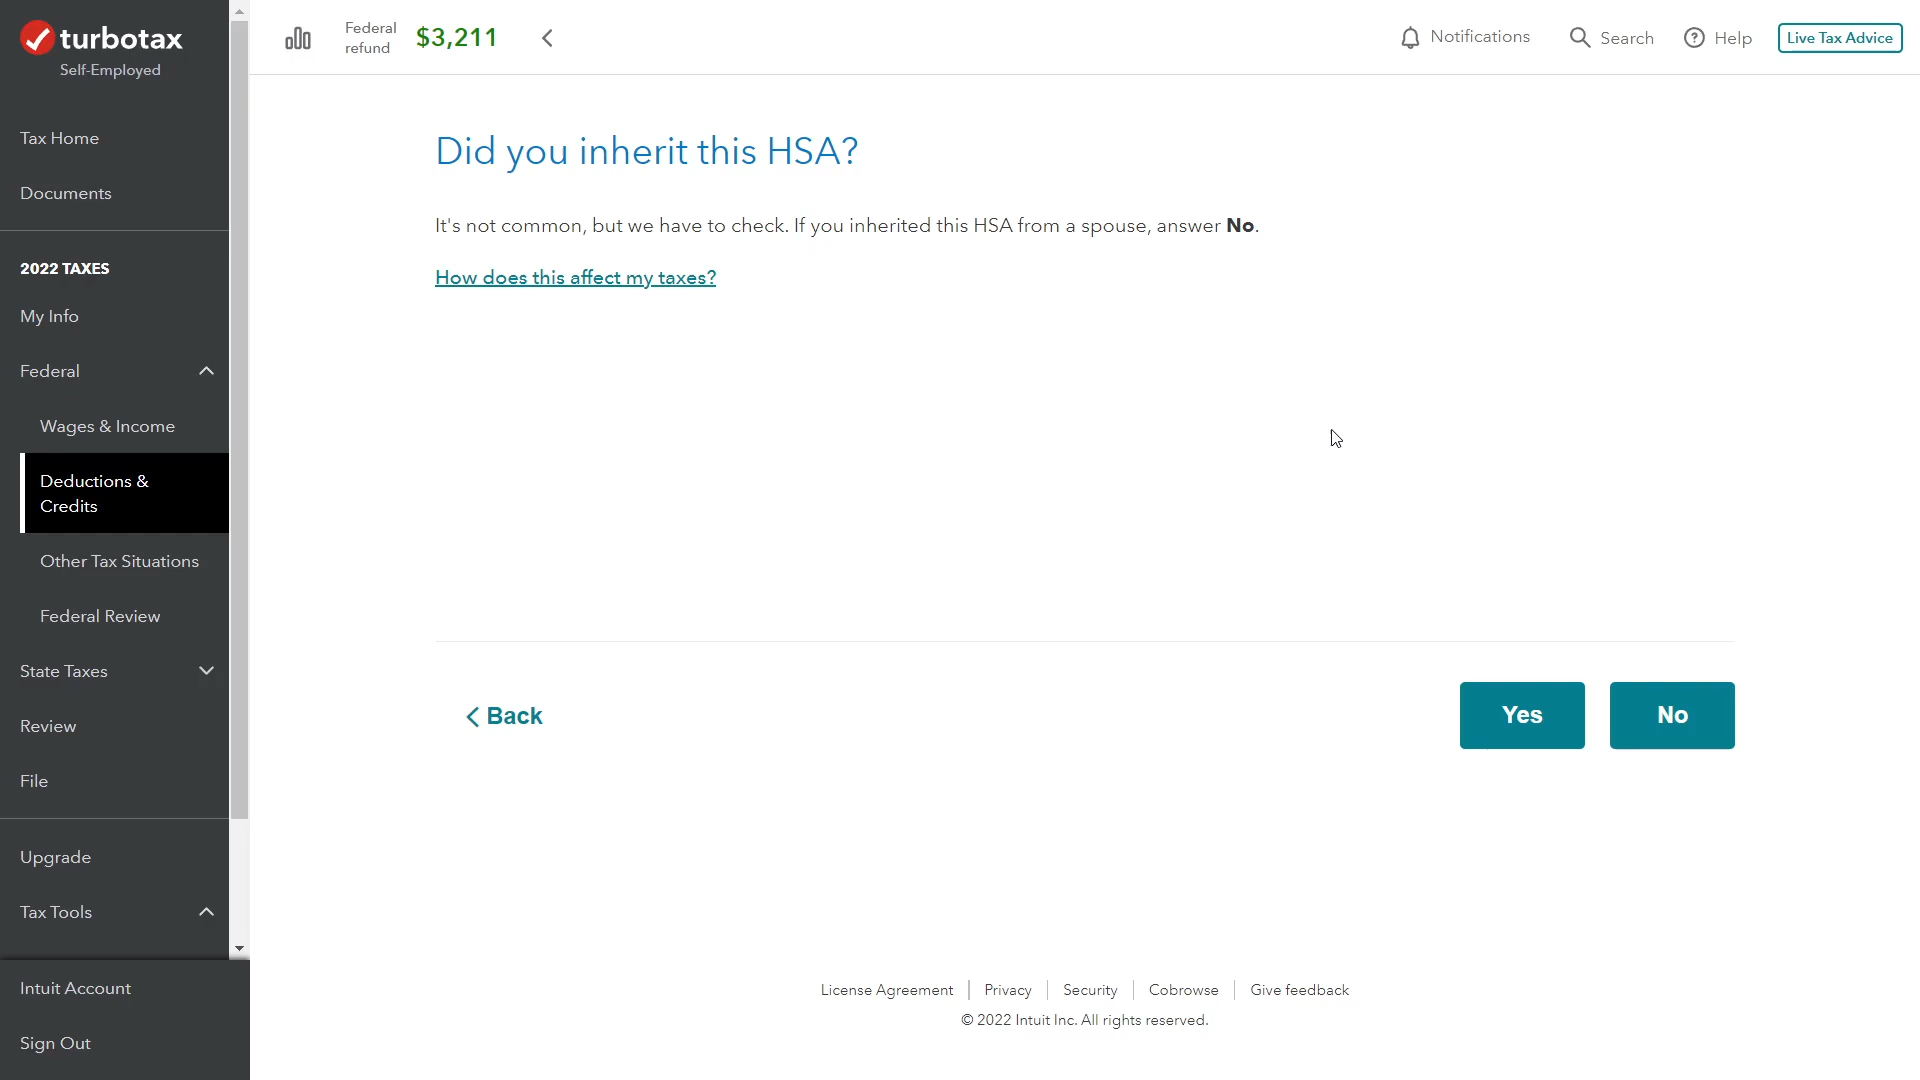 turbotax
Self-Employed
Tax Home
Documents
2022 TAXES
My Info
Federal
Wages & Income
Deductions &
Credits
Other Tax Situations
Federal Review
State Taxes
Review
File
Upgrade
Tax Tools
Intuit Account
Sign Out
Federal
refund
$3,211
Notifications
Search
Help
Live Tax Advice
Did you inherit this HSA?
It's not common, but we have to check. If you inherited this HSA from a spouse, answer No.
How does this affect my taxes?
Back
Yes
No
License Agreement
Privacy
Security
Cobrowse
Give feedback
© 2022 Intuit Inc. All rights reserved.